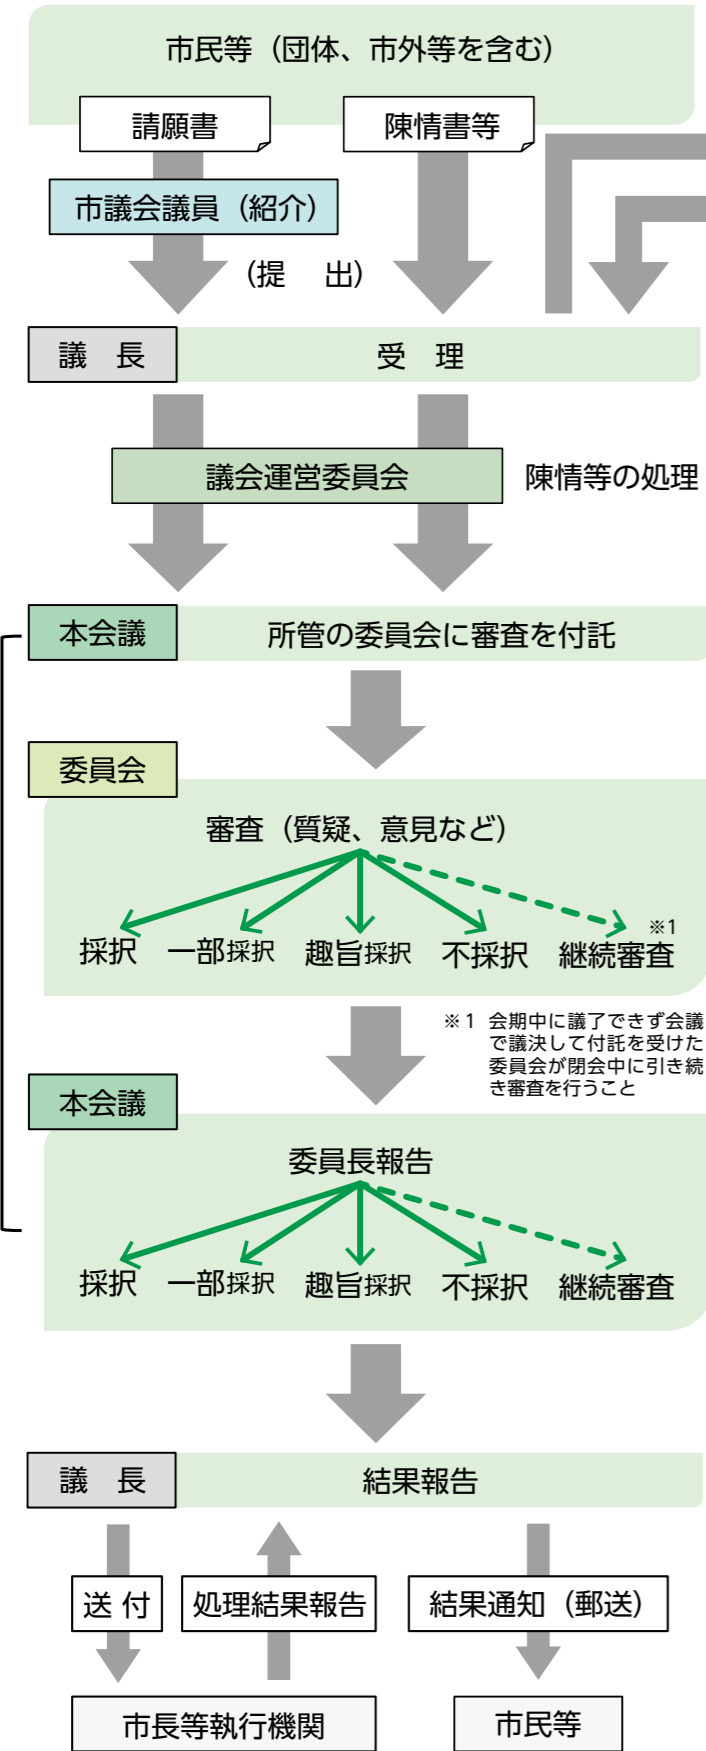 市民等（団体、市外等を含む）
請願書
陳情書等
市議会議員（紹介）
（提　出）
議　長
受　理
議会運営委員会
陳情等の処理
本会議
所管の委員会に審査を付託
委員会
審査（質疑、意見など）
※1
採択
一部採択
趣旨採択
不採択
継続審査
※1 会期中に議了できず会議
で議決して付託を受けた
委員会が閉会中に引き続
き審査を行うこと
本会議
委員長報告
採択
一部採択
趣旨採択
不採択
継続審査
議　長
結果報告
送付
処理結果報告
結果通知（郵送）
市長等執行機関
市民等